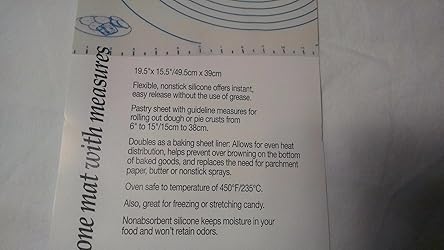 19.5"x 15.5"/49.5cm x 39cm
Flexible, nonstick silicone offers instant,
easy release without the use of grease.
Pastry sheet with guideline measures for
rolling out dough or pie crusts from
6" to 15"/15cm to 38cm.
Doubles as a baking sheet liner: Allows for even heat
distribution, helps prevent over browning on the bottom
of baked goods, and replaces the need for parchment
paper, butter or nonstick sprays.
Oven safe to temperature of 450°F/235°C.
Also, great for freezing or stretching candy.
Nonabsorbent silicone keeps moisture in your
food and won't retain odors.
one mat with measures